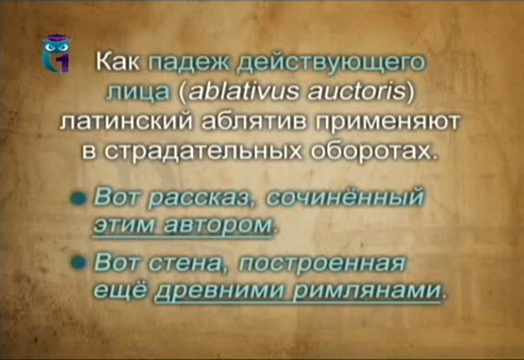 Как падеж действующего
лица (ablativus auctoris)
латинский аблятив применяют
в страдательных оборотах.
Вот рассказ, сочинённый
этим автором.
Вот стена, построенная
ещё древними римлянами.